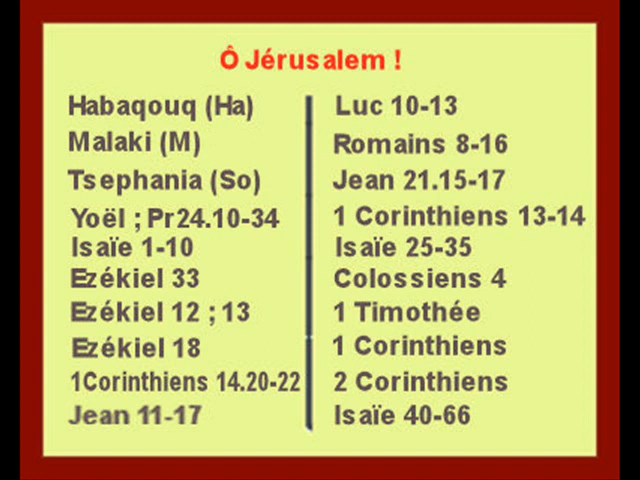 Ô Jérusalem !
Habaqouq (Ha)
Malaki (M)
Tsephania (So)
Yoël ; Pr24.10-34
Isaïe 1-10
Ezékiel 33
Ezékiel 12 ; 13
Ezékiel 18
1Corinthiens 14.20-22
Jean 11-17
Luc 10-13
Romains 8-16
Jean 21.15-17
1 Corinthiens 13-14
Isaïe 25-35
Colossiens 4
1 Timothée
1 Corinthiens
2 Corinthiens
Isaïe 40-66